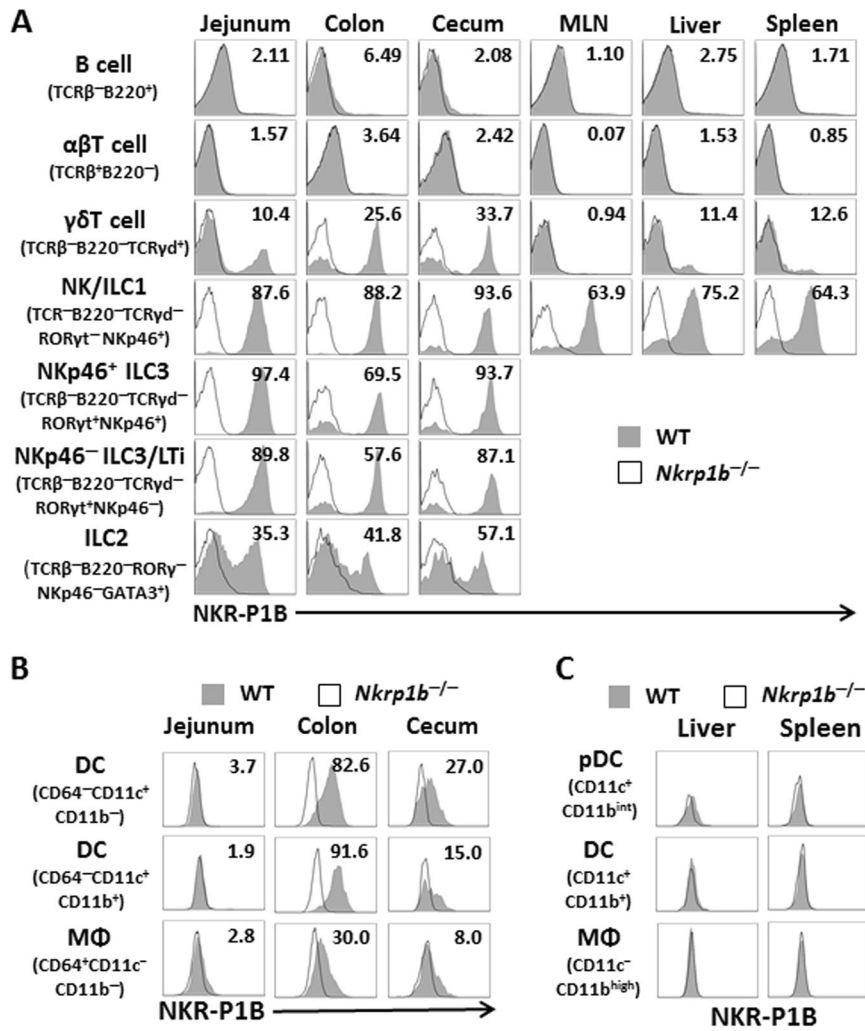 A
Jejunum Colon Cecum MLN Liver Spleen
B cell 2.11 6.49 2.08 1.10 2.75 1.71
(TCRβ⁻B220⁺)
αβT cell 1.57 3.64 2.42 0.07 1.53 0.85
(TCRβ⁺B220⁻)
γδT cell 10.4 25.6 33.7 0.94 11.4 12.6
(TCRβ⁻B220⁻TCRγd⁺)
NK/ILC1 87.6 88.2 93.6 63.9 75.2 64.3
(TCR⁻B220⁻TCRγd⁻
RORγt⁻NKp46⁺)
NKp46⁺ ILC3 97.4 69.5 93.7
(TCRβ⁻B220⁻TCRγd⁻
RORγt⁺NKp46⁺)
WT
Nkrp1b⁻/⁻
NKp46⁻ ILC3/LTi 89.8 57.6 87.1
(TCRβ⁻B220⁻TCRγd⁻
RORγt⁺NKp46⁻)
ILC2 35.3 41.8 57.1
(TCRβ⁻B220⁻RORγ⁻
NKp46⁻GATA3⁺)
NKR-P1B
B
WT Nkrp1b⁻/⁻
Jejunum Colon Cecum
DC 3.7 82.6 27.0
(CD64⁻CD11c⁺
CD11b⁻)
DC 1.9 91.6 15.0
(CD64⁻CD11c⁺
CD11b⁺)
MΦ 2.8 30.0 8.0
(CD64⁺CD11c⁻
CD11b⁻)
NKR-P1B
C
WT Nkrp1b⁻/⁻
Liver Spleen
pDC
(CD11c⁺
CD11bⁱⁿᵗ)
DC
(CD11c⁺
CD11b⁺)
MΦ
(CD11c⁻
CD11bʰⁱᵍʰ)
NKR-P1B